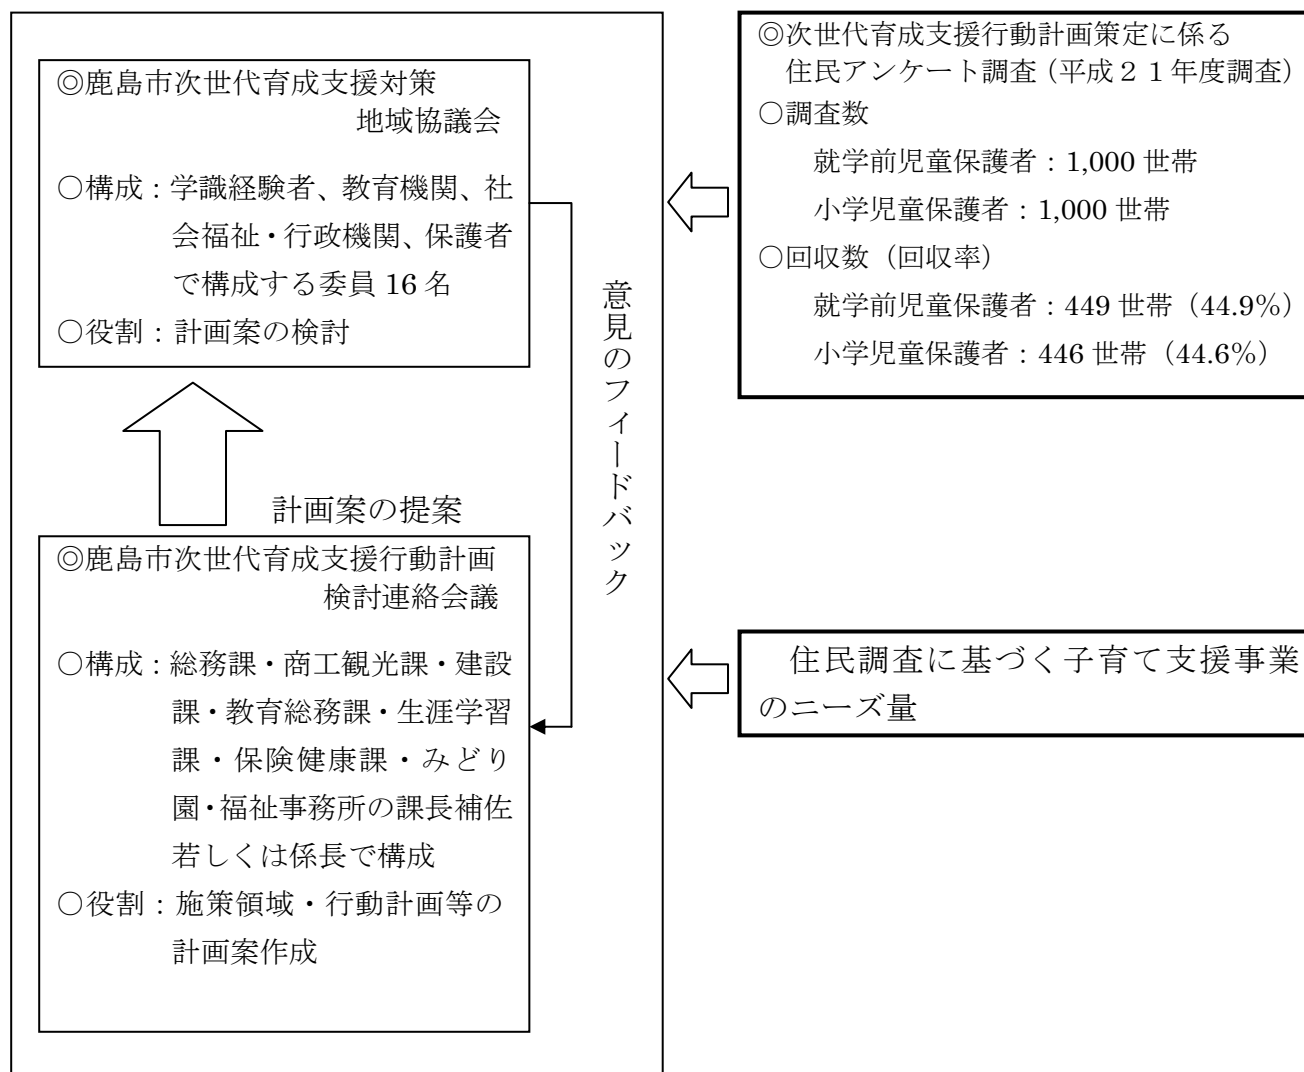 ◎鹿島市次世代育成支援対策
地域協議会
○構成：学識経験者、教育機関、社
会福祉・行政機関、保護者
で構成する委員 16 名
○役割：計画案の検討
計画案の提案
◎鹿島市次世代育成支援行動計画
検討連絡会議
○構成：総務課・商工観光課・建設
課・教育総務課・生涯学習
課・保険健康課・みどり
園・福祉事務所の課長補佐
若しくは係長で構成
○役割：施策領域・行動計画等の
計画案作成
意見のフィードバック
◎次世代育成支援行動計画策定に係る
住民アンケート調査（平成２１年度調査）
○調査数
就学前児童保護者：1,000 世帯
小学児童保護者：1,000 世帯
○回収数（回収率）
就学前児童保護者：449 世帯（44.9%）
小学児童保護者：446 世帯（44.6%）
住民調査に基づく子育て支援事業
のニーズ量